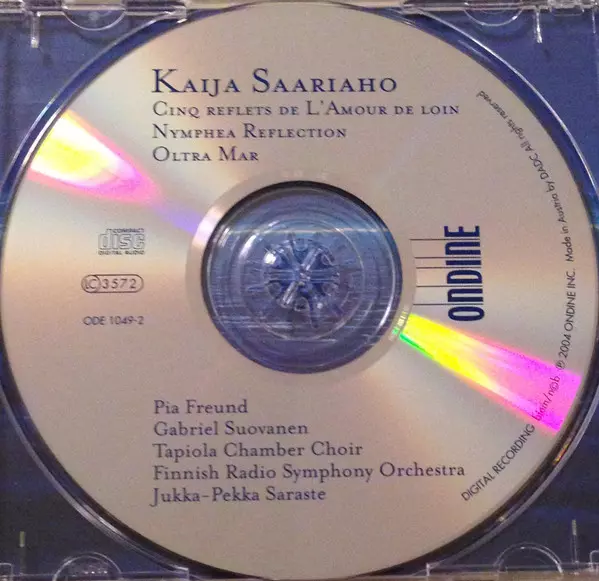 Kaija Saariaho
Cinq reflets de L'Amour de loin
Nymphea Reflection
Oltra Mar
COMPACT
disc
DIGITAL AUDIO
LC 3572
ODE 1049-2
ONDINE
Pia Freund
Gabriel Suovanen
Tapiola Chamber Choir
Finnish Radio Symphony Orchestra
Jukka-Pekka Saraste
DIGITAL RECORDING biein/n©b ℗ 2004 ONDINE INC. Made in Austria by DADC All rights reserved